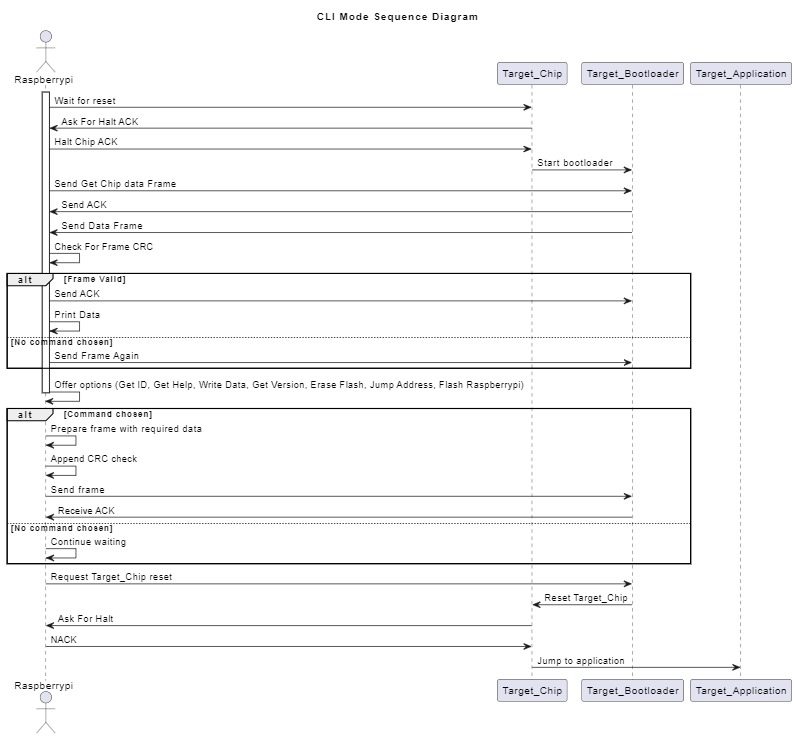 CLI Mode Sequence Diagram
Raspberrypi
Target_Chip
Target_Bootloader
Target_Application
Wait for reset
Ask For Halt ACK
Halt Chip ACK
Start bootloader
Send Get Chip data Frame
Send ACK
Send Data Frame
Check For Frame CRC
alt [Frame Valid]
Send ACK
Print Data
[No command chosen]
Send Frame Again
Offer options (Get ID, Get Help, Write Data, Get Version, Erase Flash, Jump Address, Flash Raspberrypi)
alt [Command chosen]
Prepare frame with required data
Append CRC check
Send frame
Receive ACK
[No command chosen]
Continue waiting
Request Target_Chip reset
Reset Target_Chip
Ask For Halt
NACK
Jump to application
Raspberrypi
Target_Chip
Target_Bootloader
Target_Application